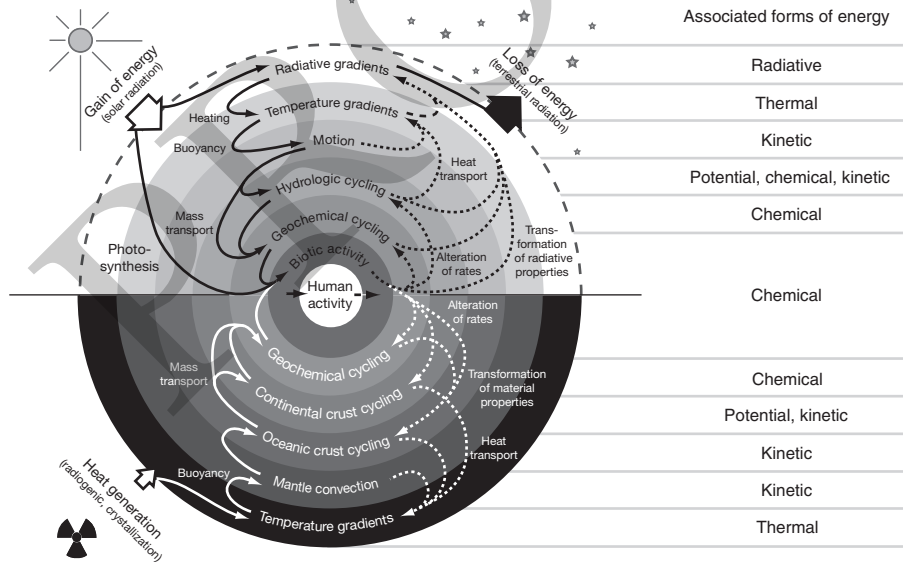 Associated forms of energy
Gain of energy
(solar radiation)
Loss of energy
(terrestrial radiation)
Radiative gradients
Radiative
Temperature gradients
Thermal
Heating
Buoyancy
Motion
Kinetic
Heat
transport
Hydrologic cycling
Potential, chemical, kinetic
Mass
transport
Geochemical cycling
Chemical
Photo-
synthesis
Biotic activity
Alteration
of rates
Trans-
formation
of radiative
properties
Human
activity
Chemical
Alteration
of rates
Geochemical cycling
Chemical
Mass
transport
Transformation
of material
properties
Continental crust cycling
Potential, kinetic
Oceanic crust cycling
Kinetic
Heat
transport
Buoyancy
Mantle convection
Kinetic
Heat generation
(radiogenic, crystallization)
Temperature gradients
Thermal